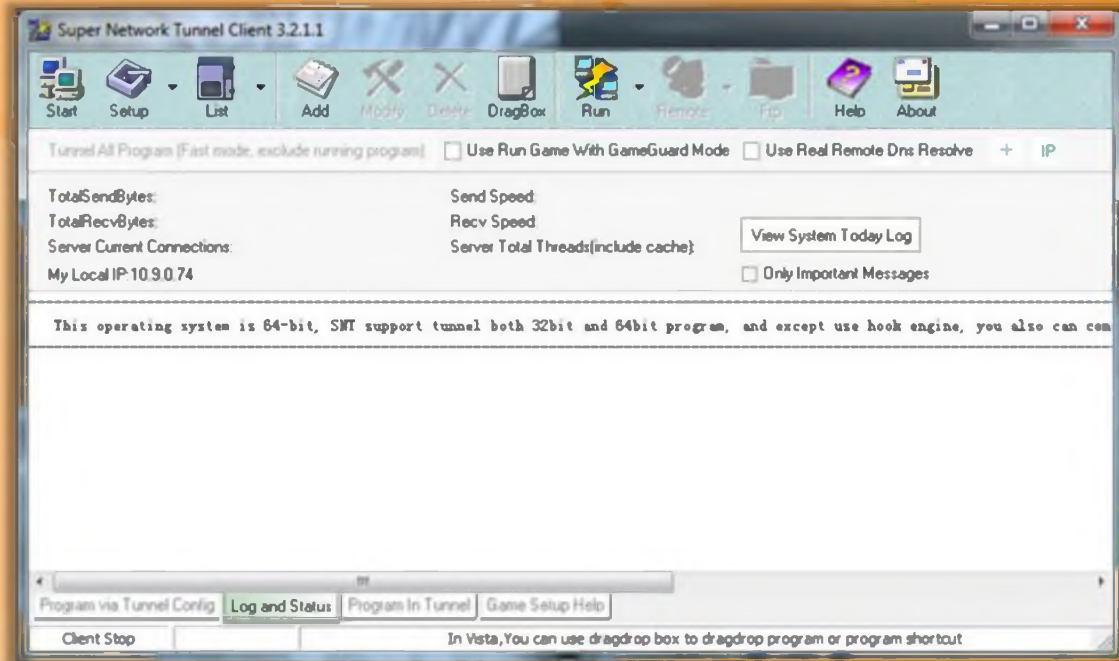 Super Network Tunnel Client 3.2.1.1
Start Setup List Add Modify Delete DragBox Run Remote Ftp Help About
Tunnel All Program (Fast mode, exclude running program) Use Run Game With GameGuard Mode Use Real Remote Dns Resolve + IP
TotalSendBytes: Send Speed:
TotalRecvBytes: Recv Speed:
Server Current Connections: Server Total Threads(include cache): View System Today Log
My Local IP:10.9.0.74 Only Important Messages
This operating system is 64-bit, SNT support tunnel both 32bit and 64bit program, and except use hook engine, you also can com
Program via Tunnel Config Log and Status Program In Tunnel Game Setup Help
Client Stop In Vista,You can use dragdrop box to dragdrop program or program shortcut